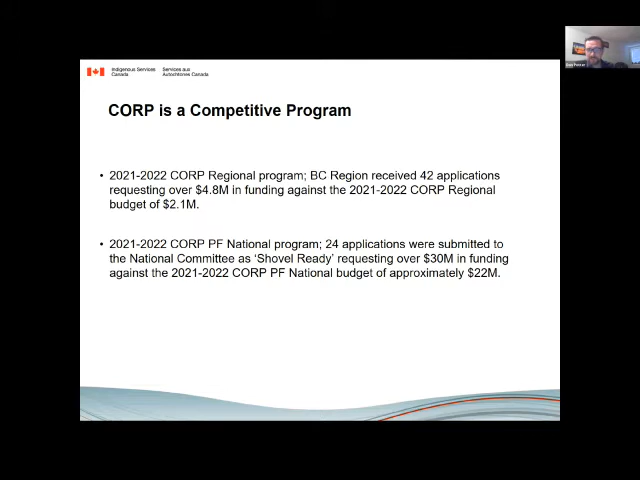 Indigenous Services
Canada
Services aux
Autochtones Canada
CORP is a Competitive Program
• 2021-2022 CORP Regional program; BC Region received 42 applications
requesting over $4.8M in funding against the 2021-2022 CORP Regional
budget of $2.1M.
• 2021-2022 CORP PF National program; 24 applications were submitted to
the National Committee as ‘Shovel Ready’ requesting over $30M in funding
against the 2021-2022 CORP PF National budget of approximately $22M.